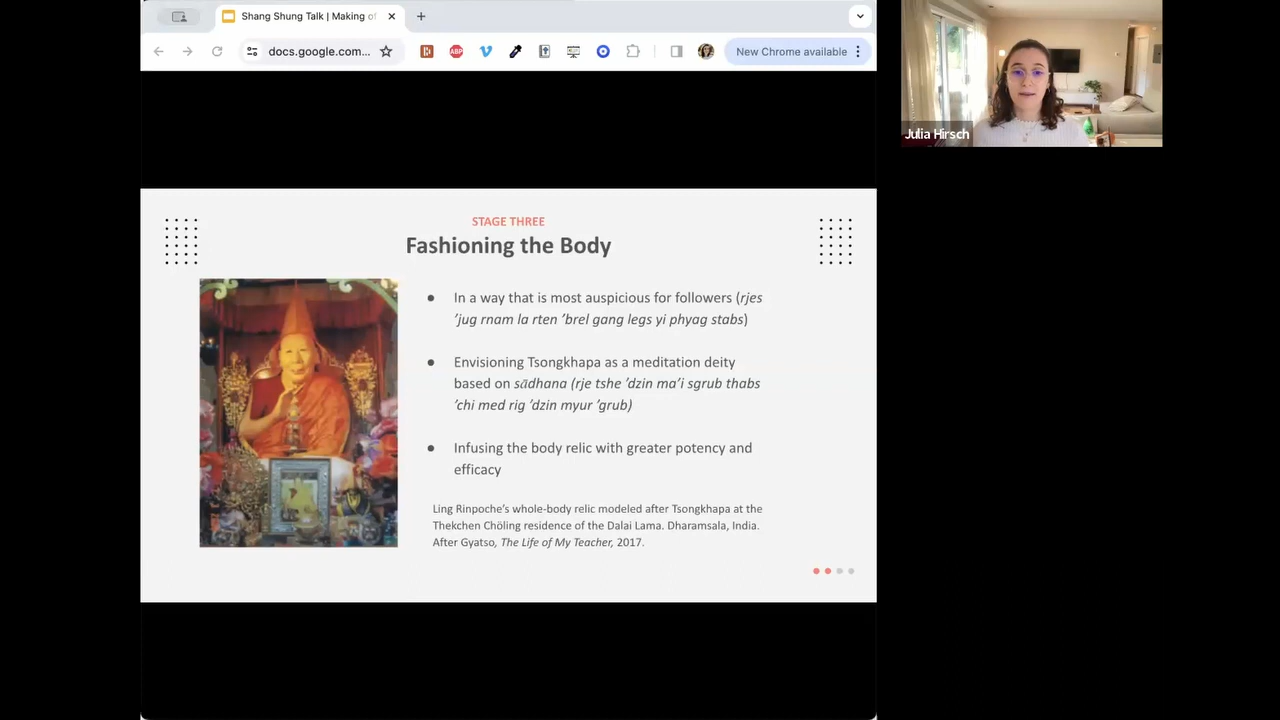 Shang Shung Talk | Making of
docs.google.com...
ABP
New Chrome available
Julia Hirsch
STAGE THREE
Fashioning the Body
● In a way that is most auspicious for followers (rjes
’jug rnam la rten ’brel gang legs yi phyag stabs)
● Envisioning Tsongkhapa as a meditation deity
based on sādhana (rje tshe ’dzin ma’i sgrub thabs
’chi med rig ’dzin myur ’grub)
● Infusing the body relic with greater potency and
efficacy
Ling Rinpoche’s whole-body relic modeled after Tsongkhapa at the
Thekchen Chöling residence of the Dalai Lama. Dharamsala, India.
After Gyatso, The Life of My Teacher, 2017.